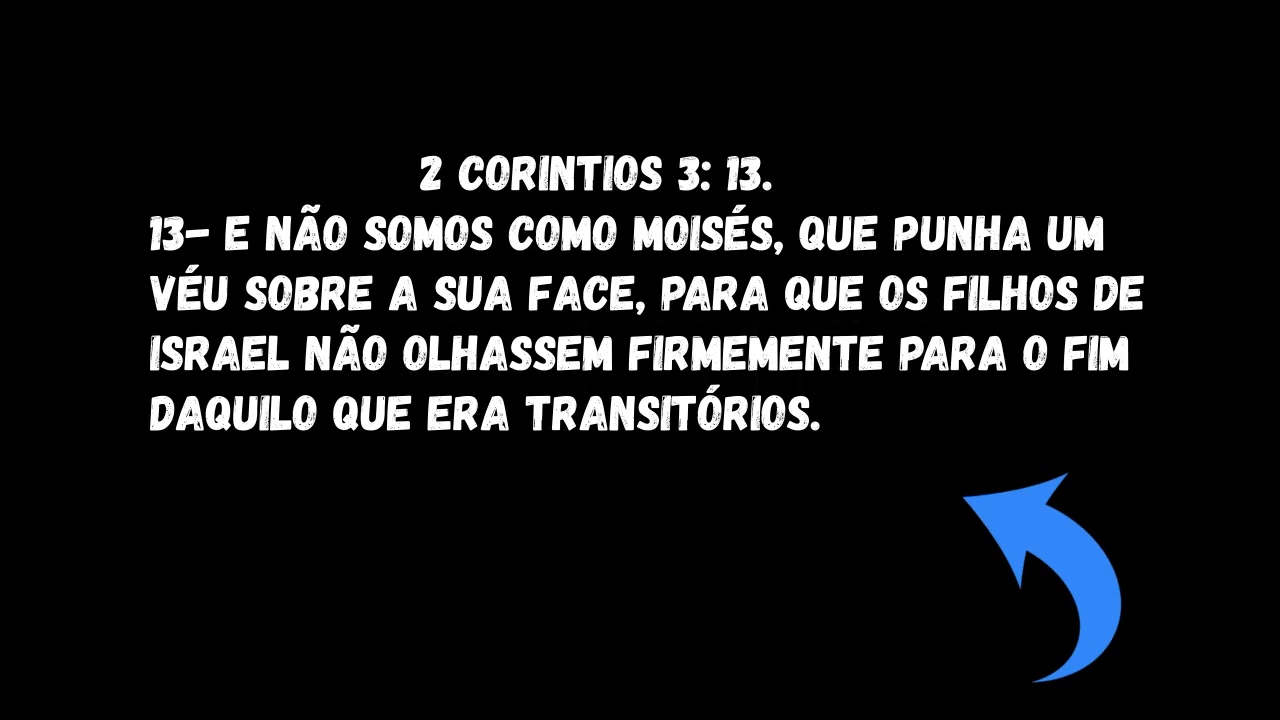 2 CORINTIOS 3: 13.
13- E NÃO SOMOS COMO MOISÉS, QUE PUNHA UM
VÉU SOBRE A SUA FACE, PARA QUE OS FILHOS DE
ISRAEL NÃO OLHASSEM FIRMEMENTE PARA O FIM
DAQUILO QUE ERA TRANSITÓRIOS.